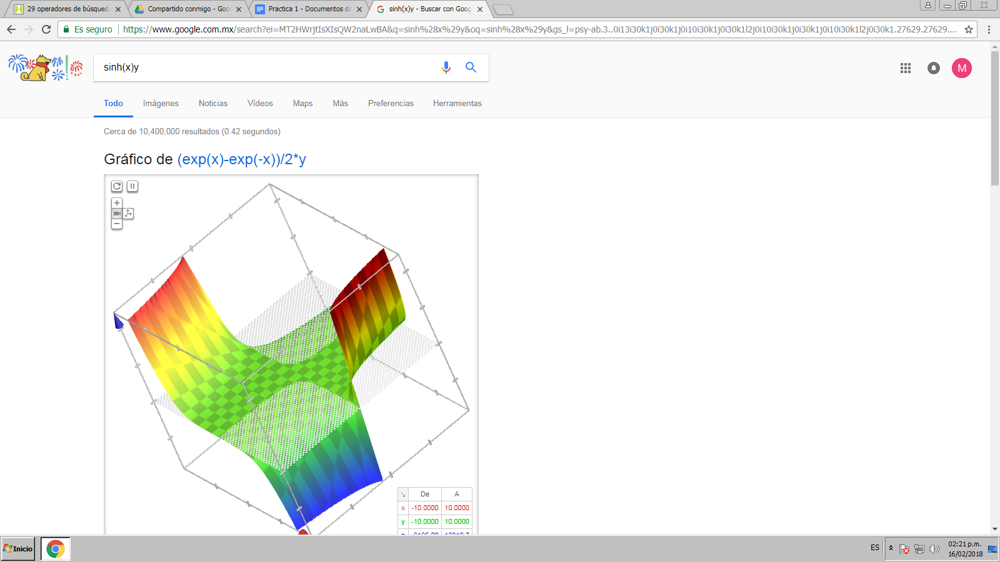 29 operadores de búsqued
Compartido conmigo - Goo
Practica 1 - Documentos de
sinh(x)y - Buscar con Goog
Es seguro
https://www.google.com.mx/search?ei=MT2HWrjtIsXIsQW2naLwBA&q=sinh%28x%29y&oq=sinh%28x%29y&gs_l=psy-ab.3..0i13i30k1j0i30k1j0i10i30k1j0i30k1l2j0i10i30k1j0i30k1j0i10i30k1l2j0i30k1.27629.27629....
sinh(x)y
M
Todo
Imágenes
Noticias
Vídeos
Maps
Más
Preferencias
Herramientas
Cerca de 10,400,000 resultados (0.42 segundos)
Gráfico de (exp(x)-exp(-x))/2*y
De A
x -10.0000 10.0000
y -10.0000 10.0000
Inicio
ES
02:21 p.m.
16/02/2018